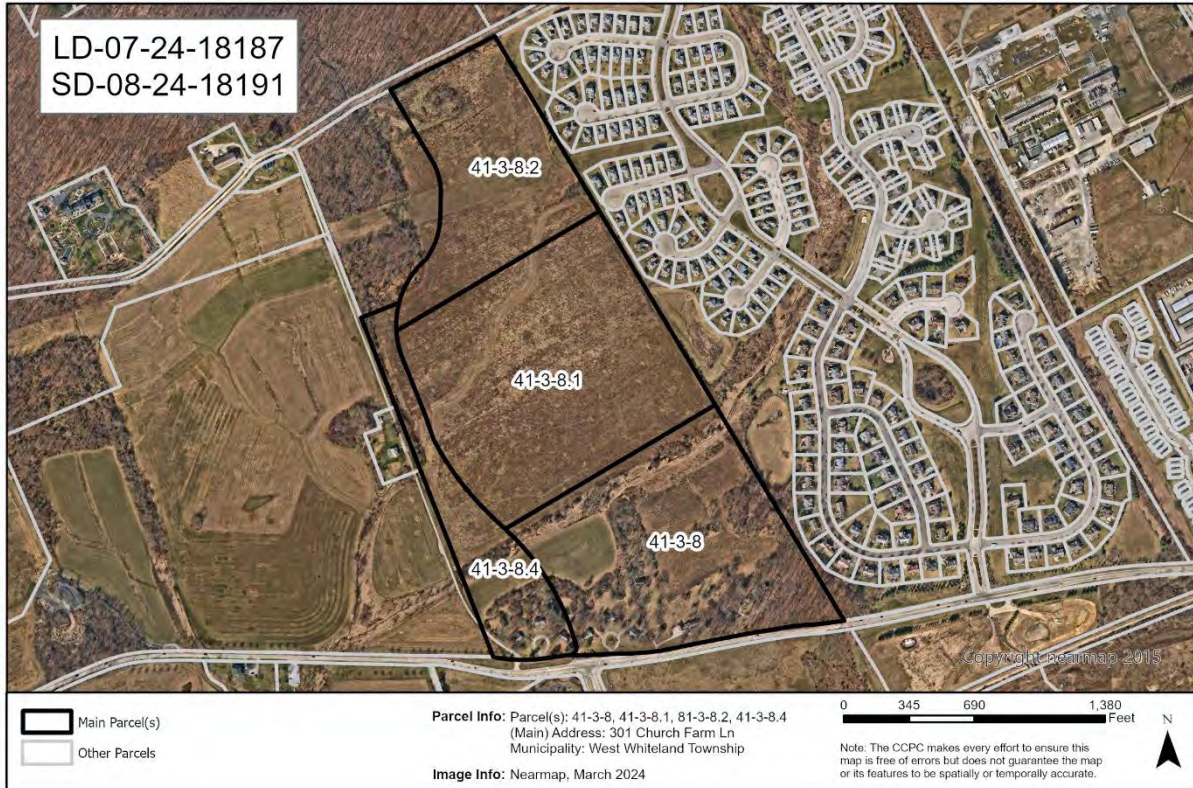 LD-07-24-18187
SD-08-24-18191
41-3-8.2
41-3-8.1
41-3-8
41-3-8.4
Copyright nearmap 2015
Main Parcel(s)
Other Parcels
Parcel Info: Parcel(s): 41-3-8, 41-3-8.1, 81-3-8.2, 41-3-8.4
(Main) Address: 301 Church Farm Ln
Municipality: West Whiteland Township
Image Info: Nearmap, March 2024
0 345 690 1,380
Feet
Note: The CCPC makes every effort to ensure this
map is free of errors but does not guarantee the map
or its features to be spatially or temporally accurate.
N